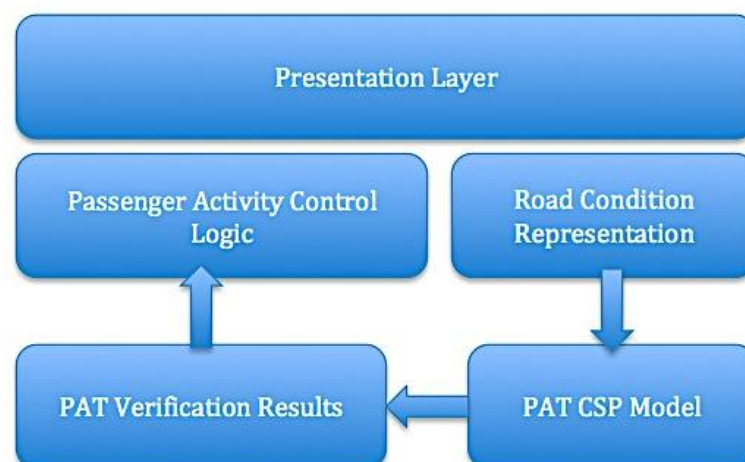 Presentation Layer
Passenger Activity Control
Logic
Road Condition
Representation
PAT Verification Results
PAT CSP Model